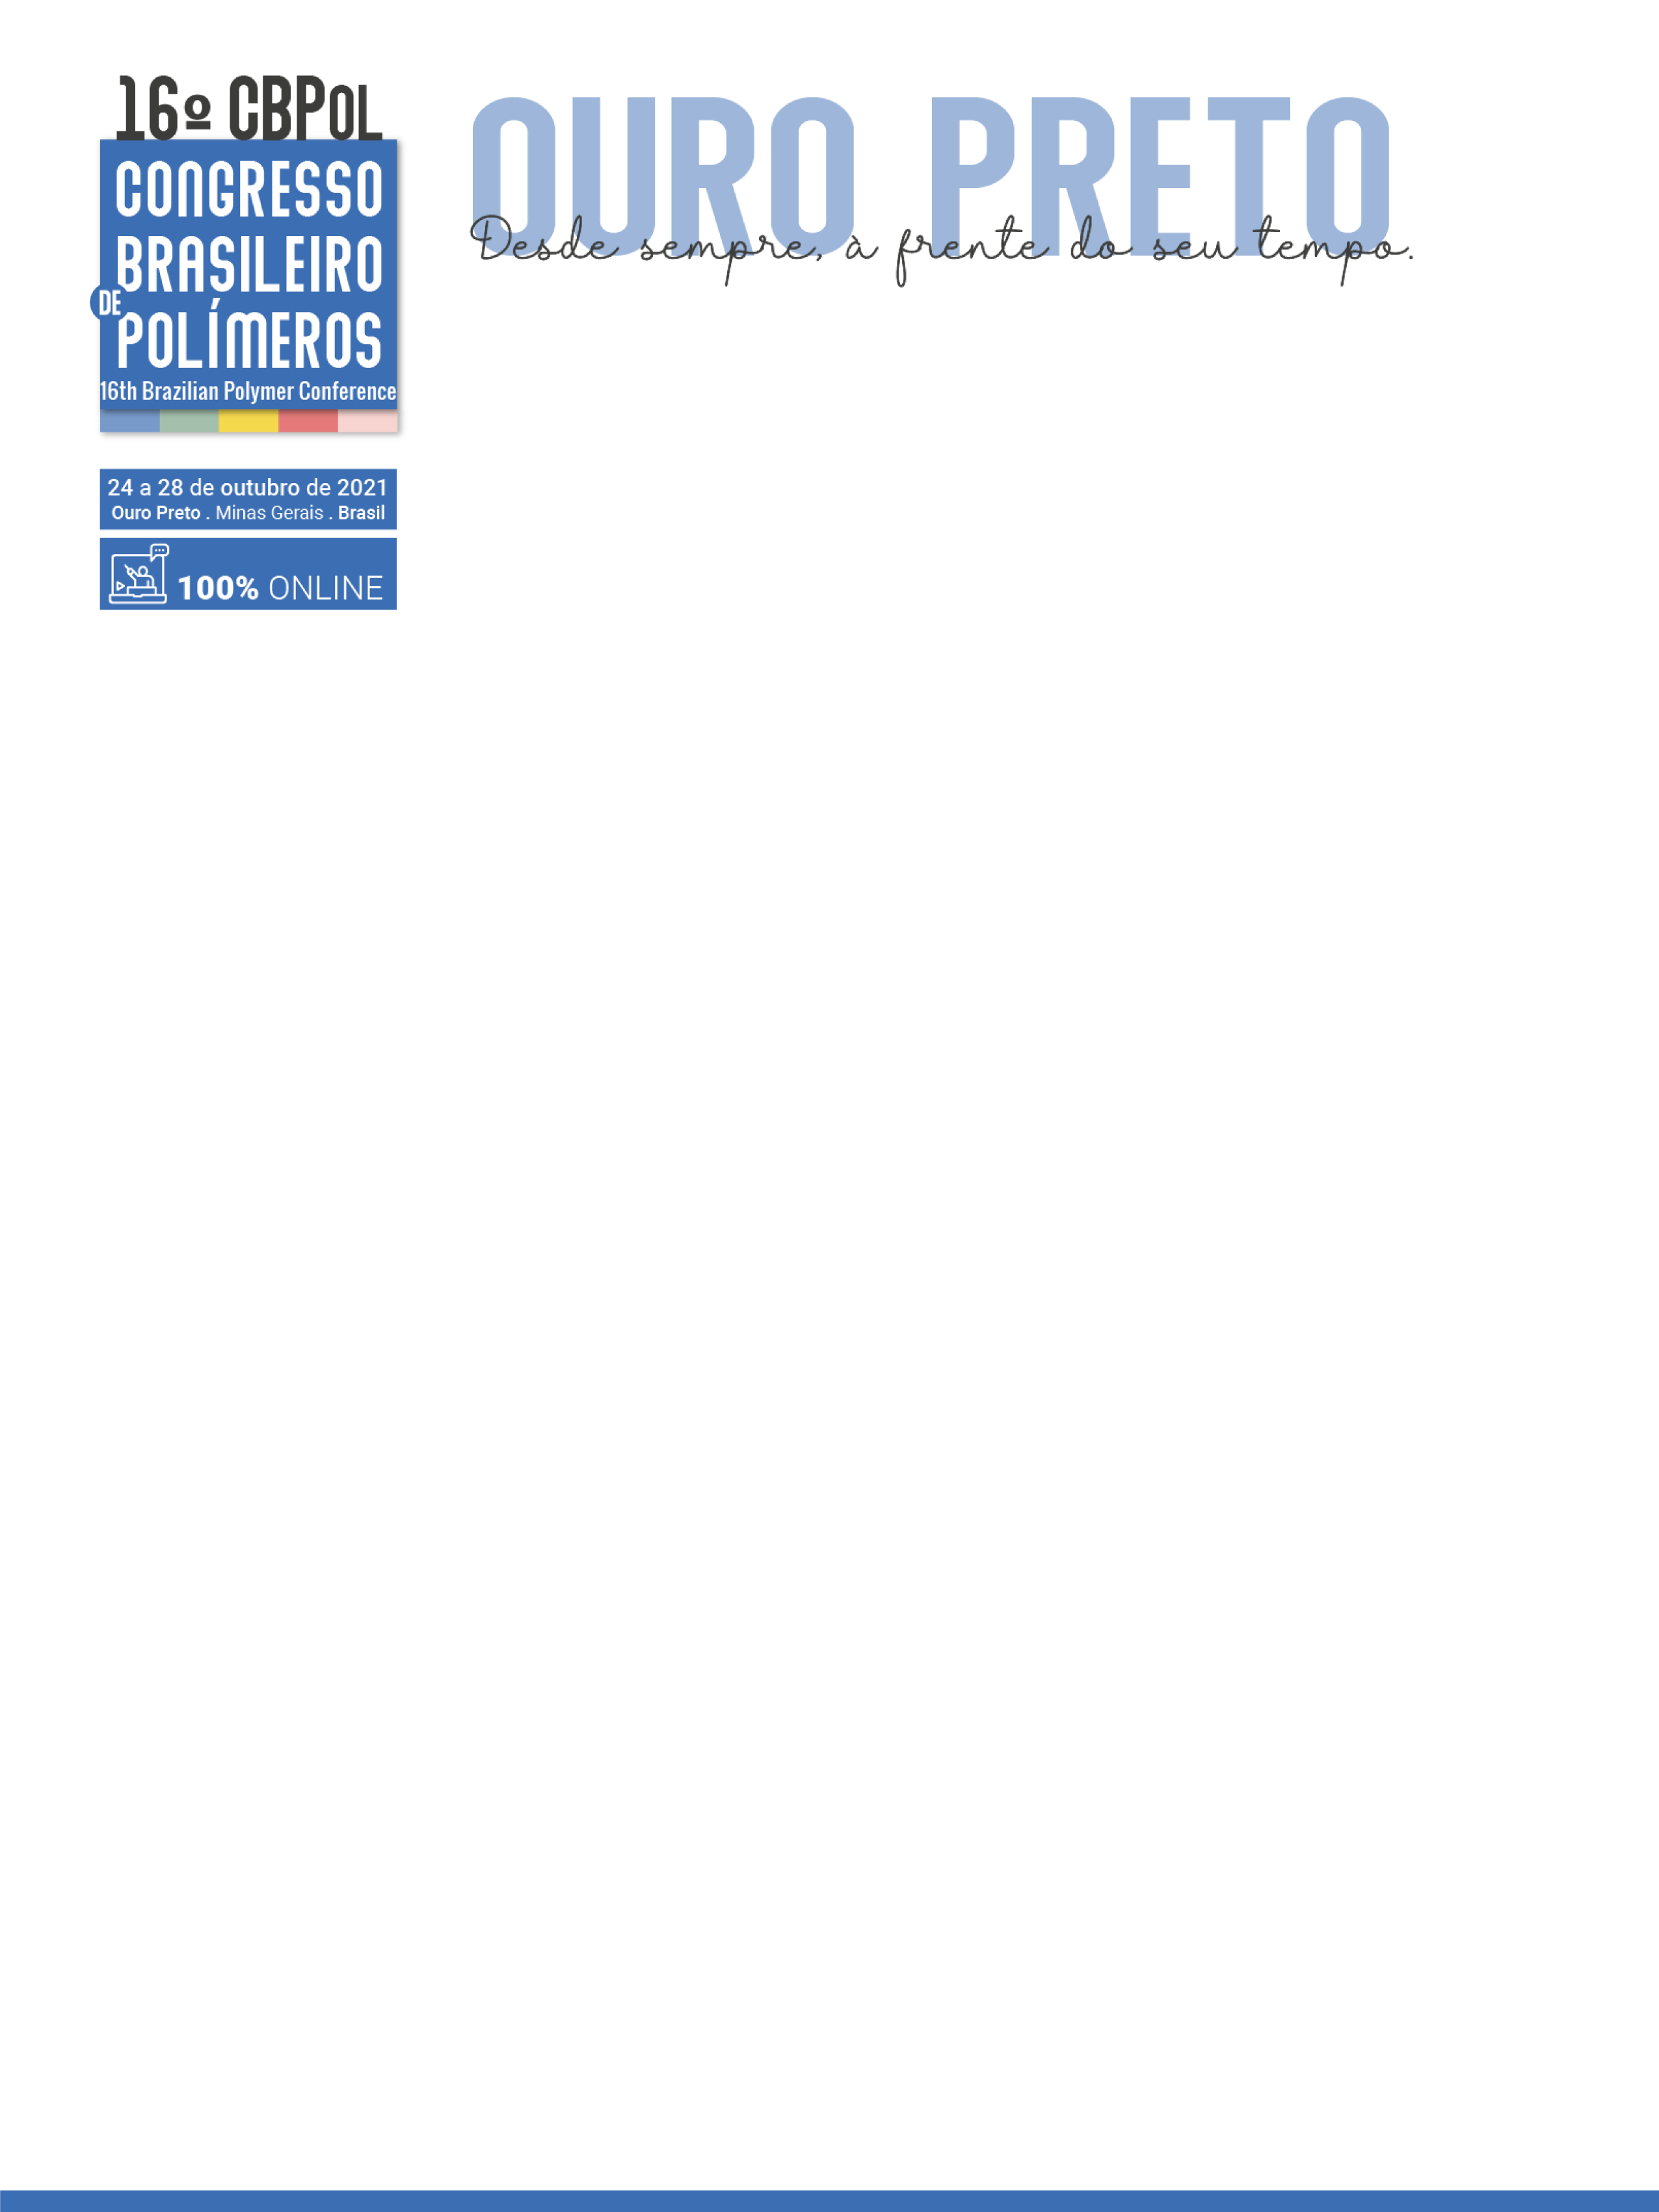 16º CBPOL
CONGRESSO
BRASILEIRO
DE
POLÍMEROS
16th Brazilian Polymer Conference
24 a 28 de outubro de 2021
Ouro Preto . Minas Gerais . Brasil
100% ONLINE
OURO PRETO
Desde sempre, à frente do seu tempo.